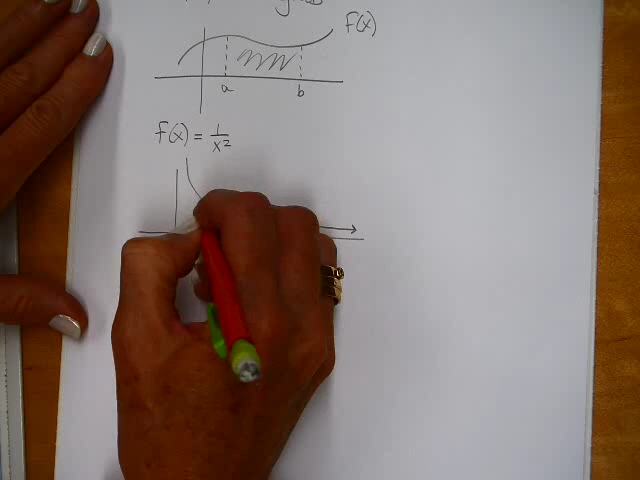 f(x)
a b
f(x) = 1/x²